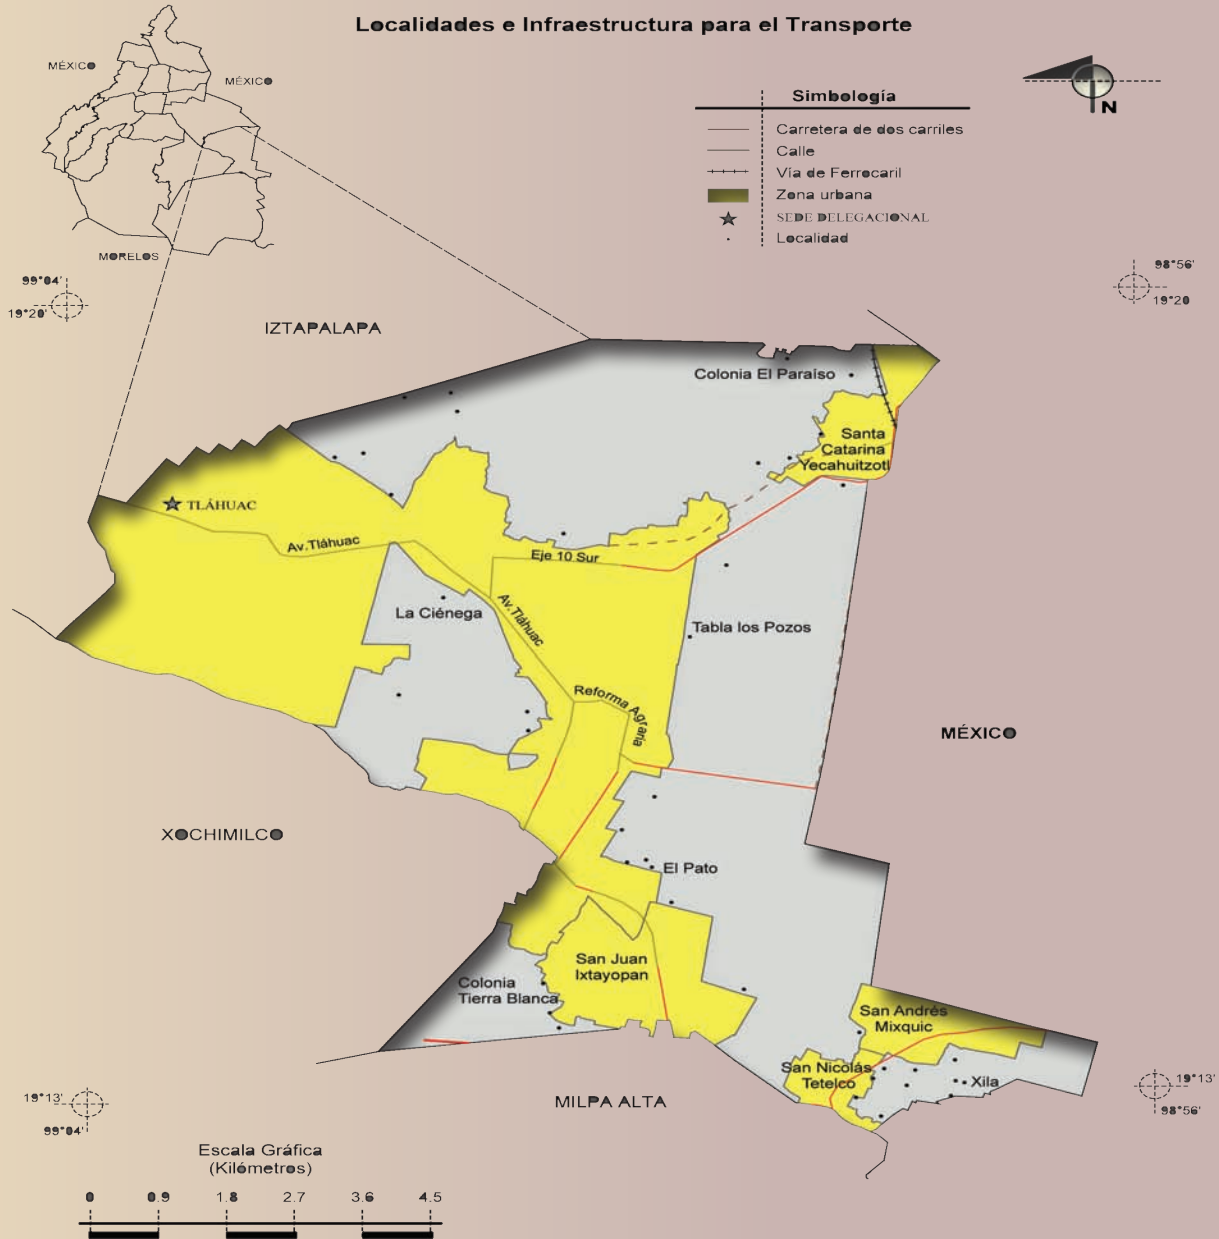 Localidades e Infraestructura para el Transporte
MÉXICO
MÉXICO
MORELOS
N
Simbología
Carretera de dos carriles
Calle
Vía de Ferrocaril
Zona urbana
SEDE DELEGACIONAL
Localidad
99°04'
19°20'
98°56'
19°20
IZTAPALAPA
Colonia El Paraíso
Santa
Catarina
Yecahuitzotl
TLÁHUAC
Av.Tláhuac
Eje 10 Sur
La Ciénega
Av.Tláhuac
Tabla los Pozos
Reforma Agraria
MÉXICO
XOCHIMILCO
El Pato
San Juan
Ixtayopan
Colonia
Tierra Blanca
San Andrés
Mixquic
San Nicolás
Tetelco
Xila
MILPA ALTA
19°13'
99°04'
19°13'
98°56'
Escala Gráfica
(Kilómetros)
0 0.9 1.8 2.7 3.6 4.5